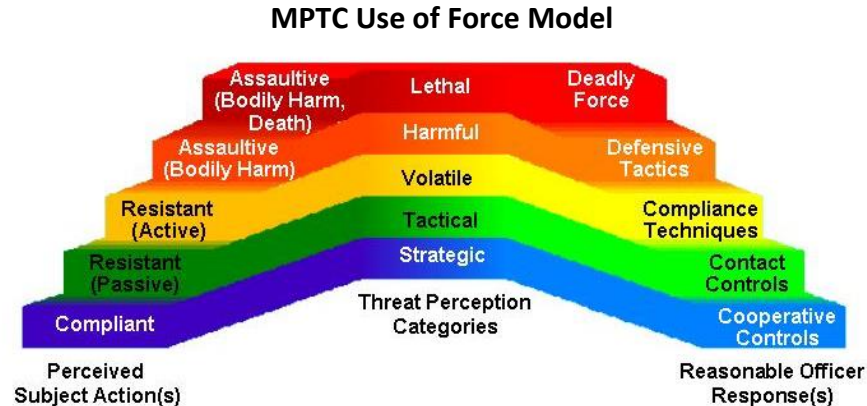 MPTC Use of Force Model
Assaultive
(Bodily Harm,
Death)
Lethal
Deadly
Force
Assaultive
(Bodily Harm)
Harmful
Defensive
Tactics
Resistant
(Active)
Volatile
Compliance
Techniques
Resistant
(Passive)
Tactical
Contact
Controls
Compliant
Strategic
Cooperative
Controls
Perceived
Subject Action(s)
Threat Perception
Categories
Reasonable Officer
Response(s)